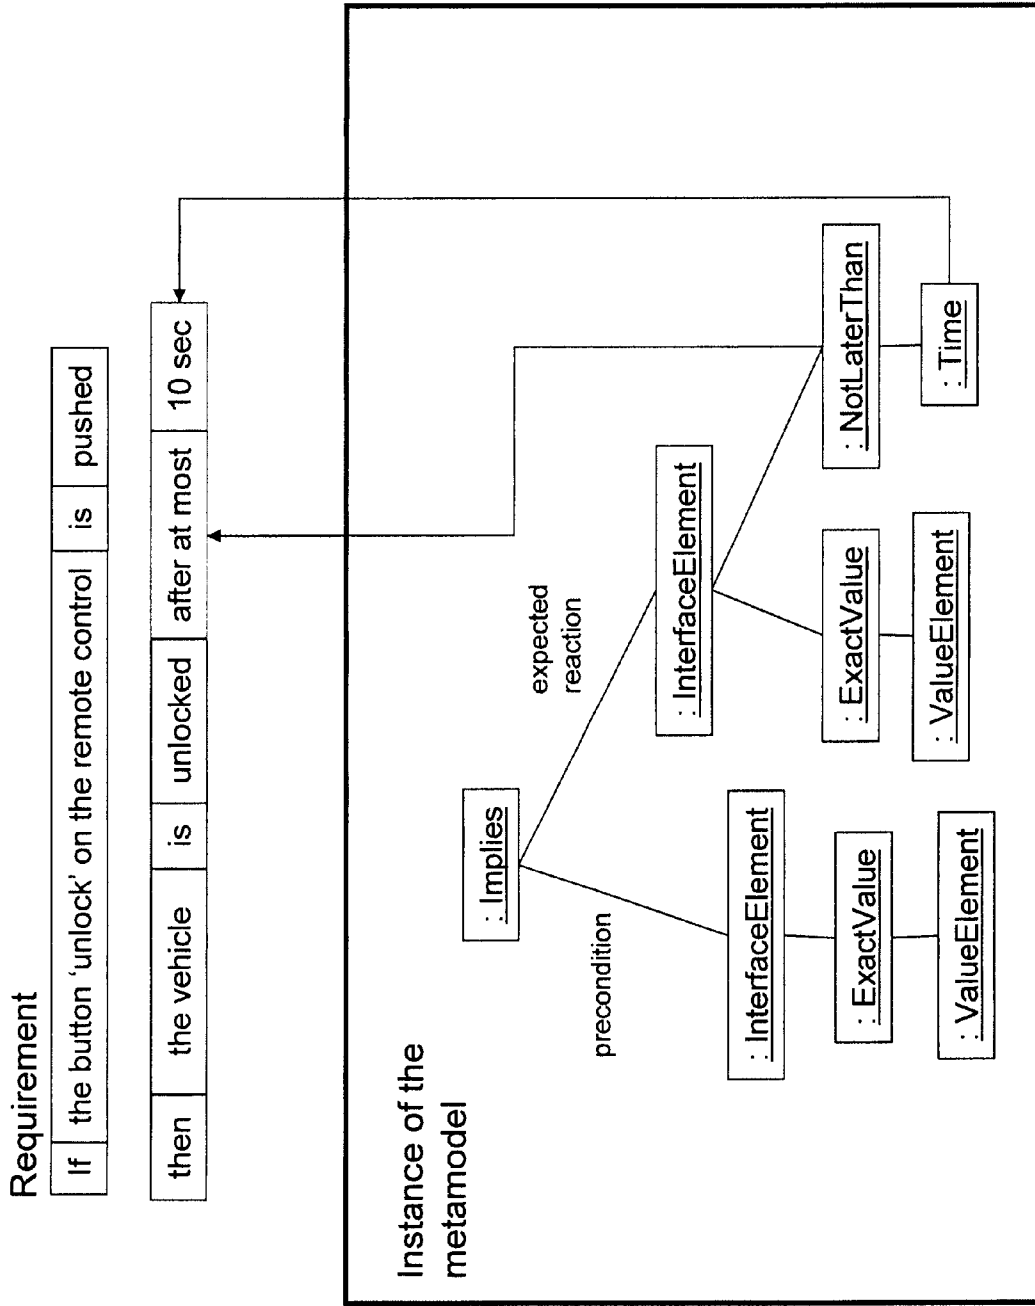 Requirement
If the button ‘unlock’ on the remote control is pushed
then the vehicle is unlocked after at most 10 sec
Instance of the
metamodel
: Implies
precondition
expected
reaction
: InterfaceElement
: InterfaceElement
: ExactValue
: ExactValue
: NotLaterThan
: ValueElement
: ValueElement
: Time